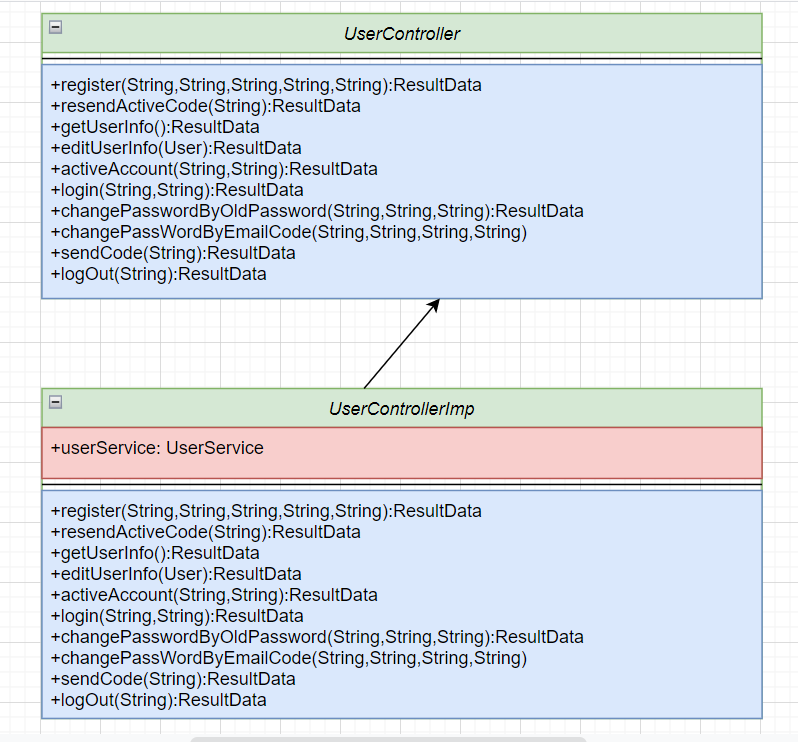 UserController
+register(String,String,String,String,String):ResultData
+resendActiveCode(String):ResultData
+getUserInfo():ResultData
+editUserInfo(User):ResultData
+activeAccount(String,String):ResultData
+login(String,String):ResultData
+changePasswordByOldPassword(String,String,String):ResultData
+changePassWordByEmailCode(String,String,String,String)
+sendCode(String):ResultData
+logOut(String):ResultData
UserControllerImp
+userService: UserService
+register(String,String,String,String,String):ResultData
+resendActiveCode(String):ResultData
+getUserInfo():ResultData
+editUserInfo(User):ResultData
+activeAccount(String,String):ResultData
+login(String,String):ResultData
+changePasswordByOldPassword(String,String,String):ResultData
+changePassWordByEmailCode(String,String,String,String)
+sendCode(String):ResultData
+logOut(String):ResultData